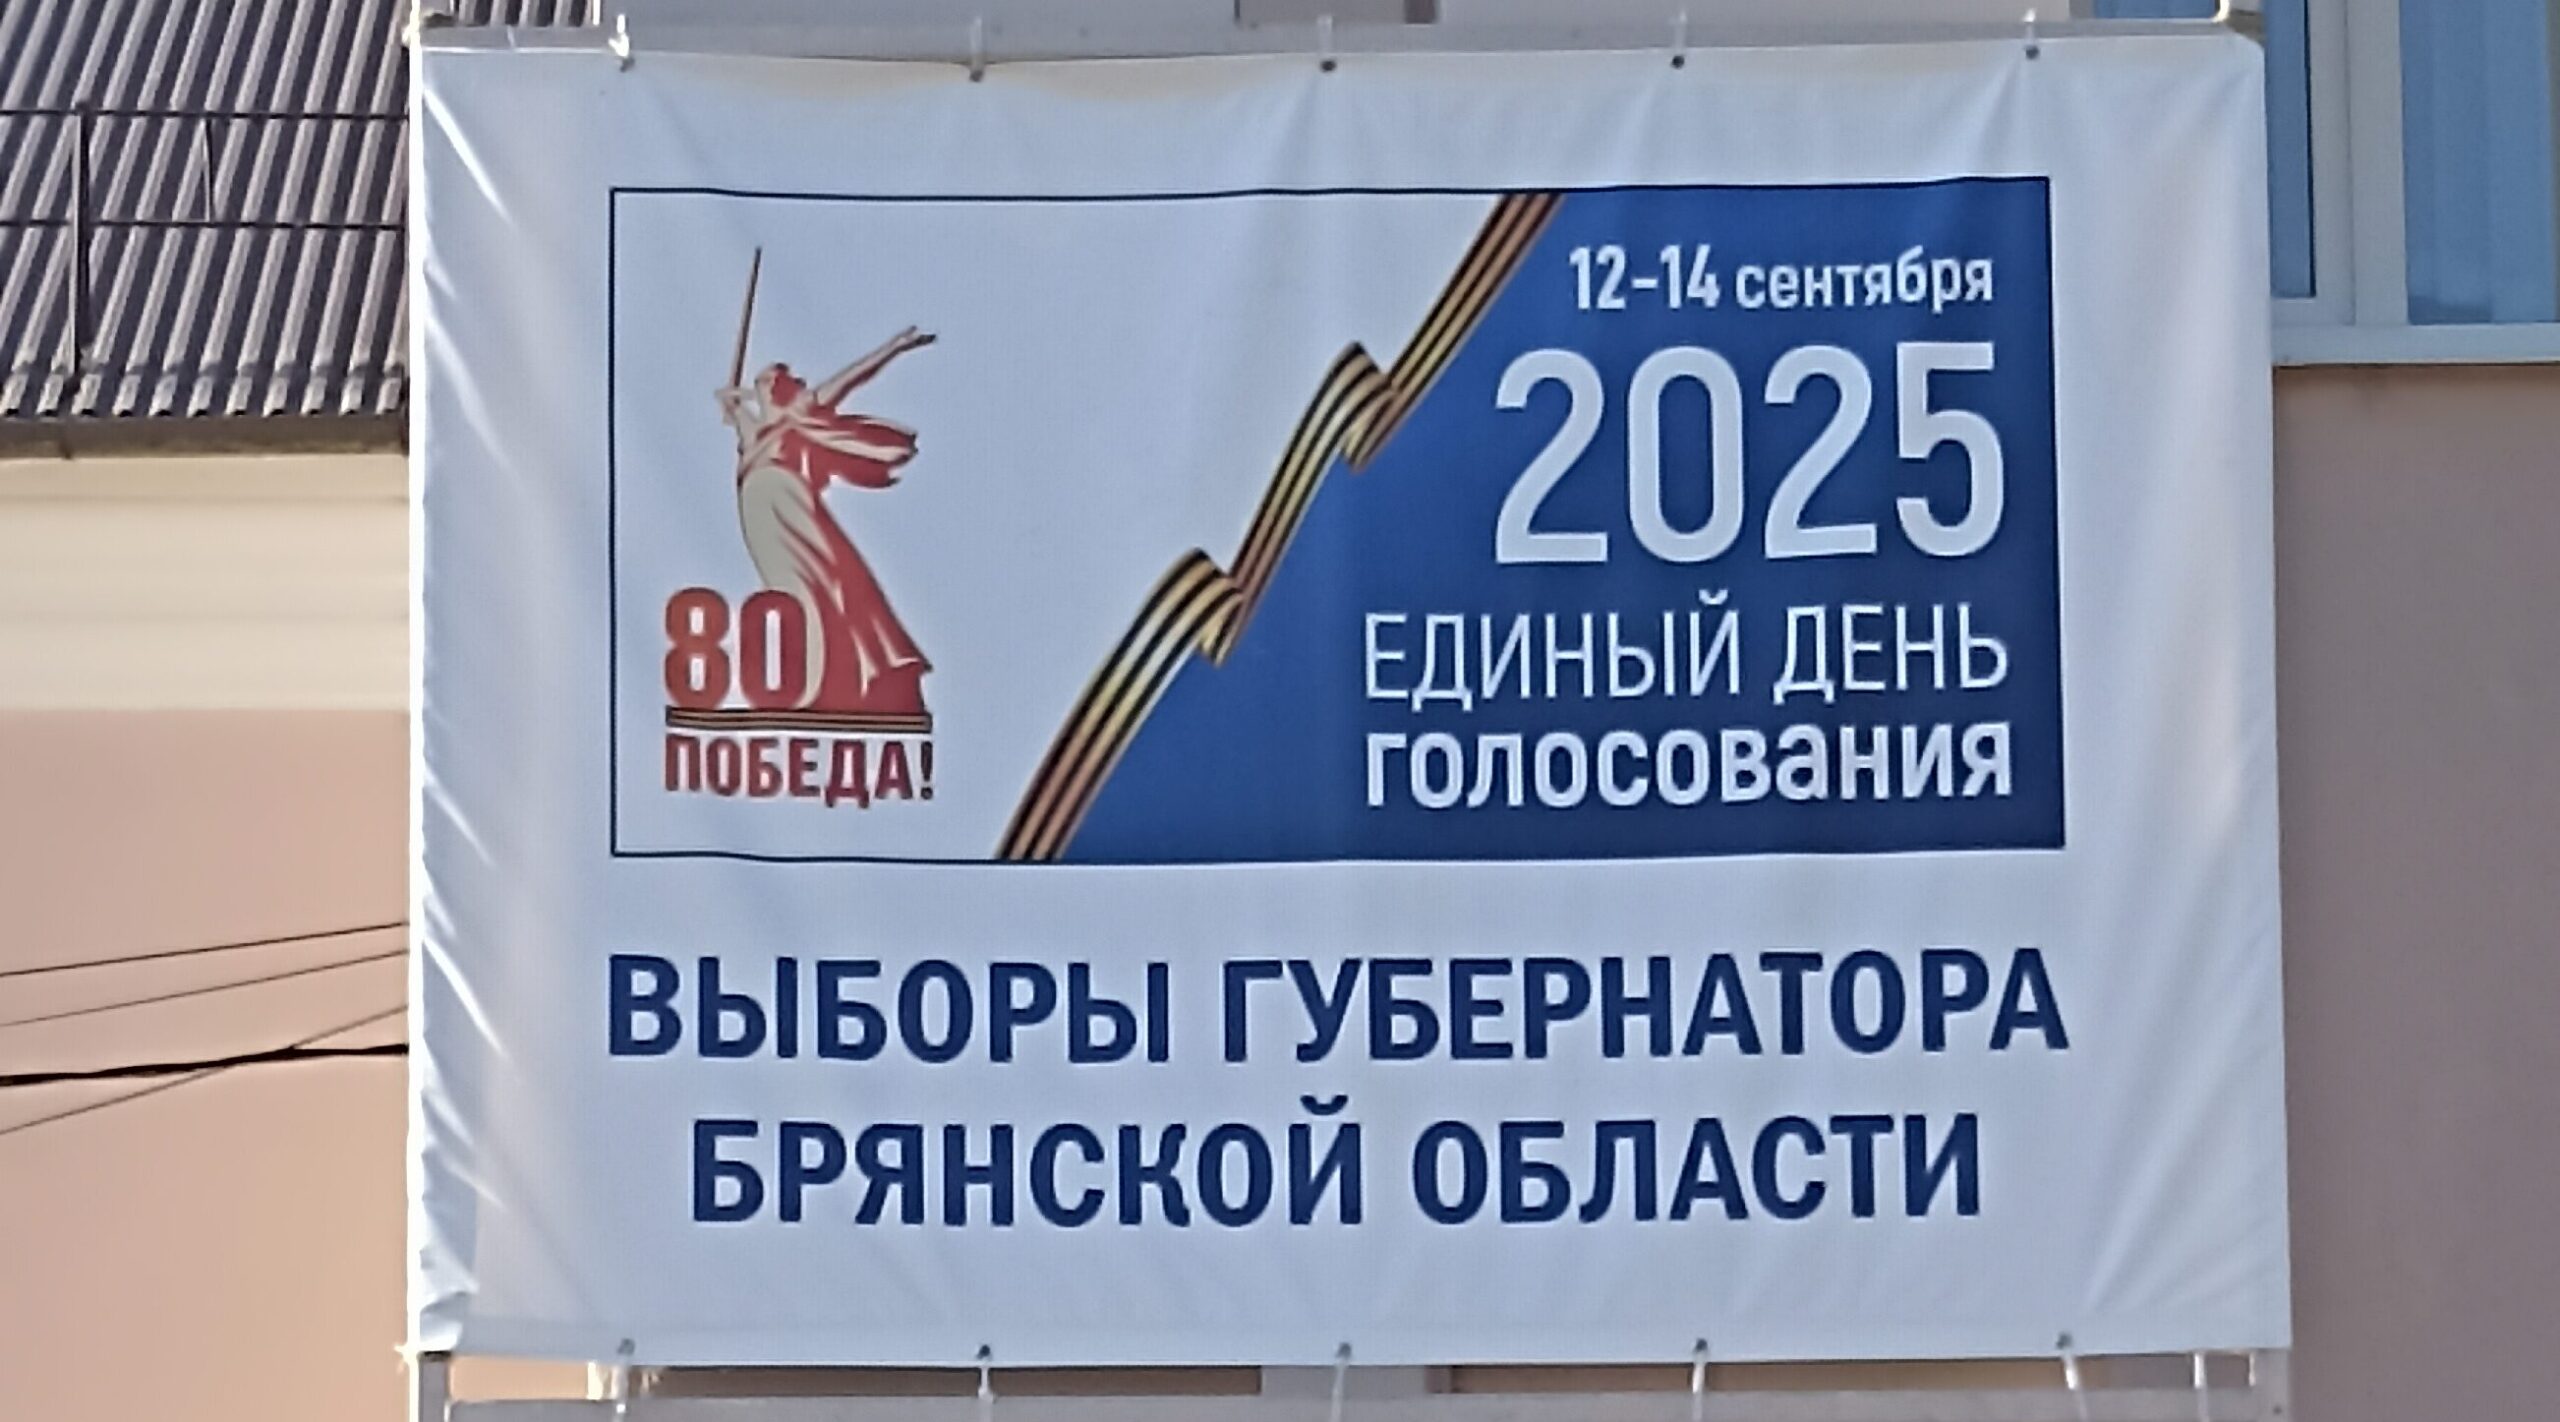 80
ПОБЕДА!
12-14 сентября
2025
ЕДИНЫЙ ДЕНЬ
ГОЛОСОВАНИЯ
ВЫБОРЫ ГУБЕРНАТОРА
БРЯНСКОЙ ОБЛАСТИ